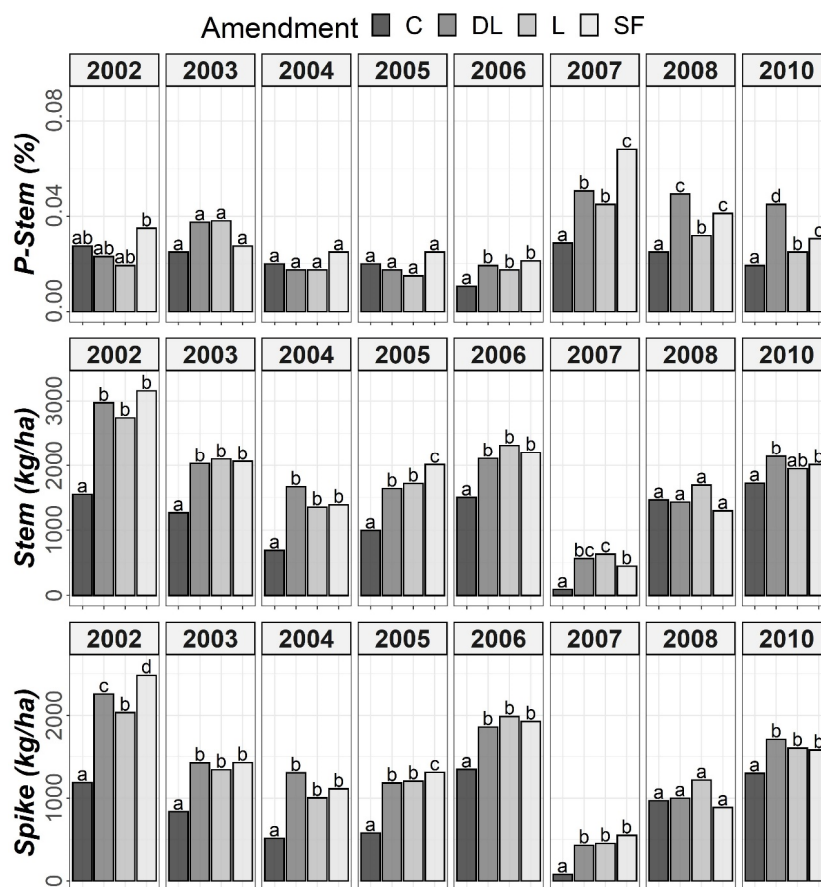 Amendment C DL L SF
2002 2003 2004 2005 2006 2007 2008 2010
P-Stem (%)
0.08
0.04
0.00
ab ab ab b
a a a a
a a a a
a a a a
a b b b
a b b c
a c b c
a d b c
2002 2003 2004 2005 2006 2007 2008 2010
Stem (kg/ha)
3000
2000
1000
0
a b b b
a b b b
a b b b
a b b c
a b b b
a bc c b
a a a a
a b ab b
2002 2003 2004 2005 2006 2007 2008 2010
Spike (kg/ha)
2000
1000
0
a c b d
a b b b
a b b b
a b b c
a b b b
a b b b
a a a a
a b b b